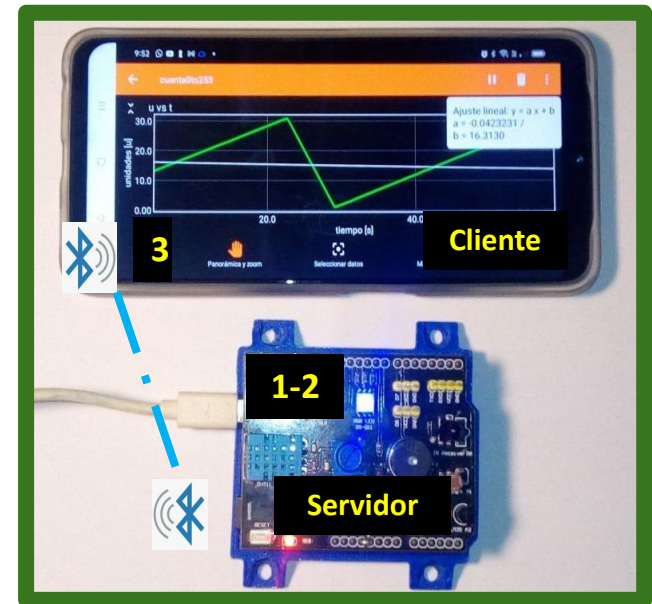 9:52
cuenta0to255
u vs t
Ajuste lineal: y = a x + b
a = -0.0423231 /
b = 16.3130
30.0
20.0
10.0
0.00
unidades [u]
20.0
40.0
tiempo [s]
3
Cliente
Panorámica y zoom
Seleccionar datos
M
1-2
Servidor
RESET